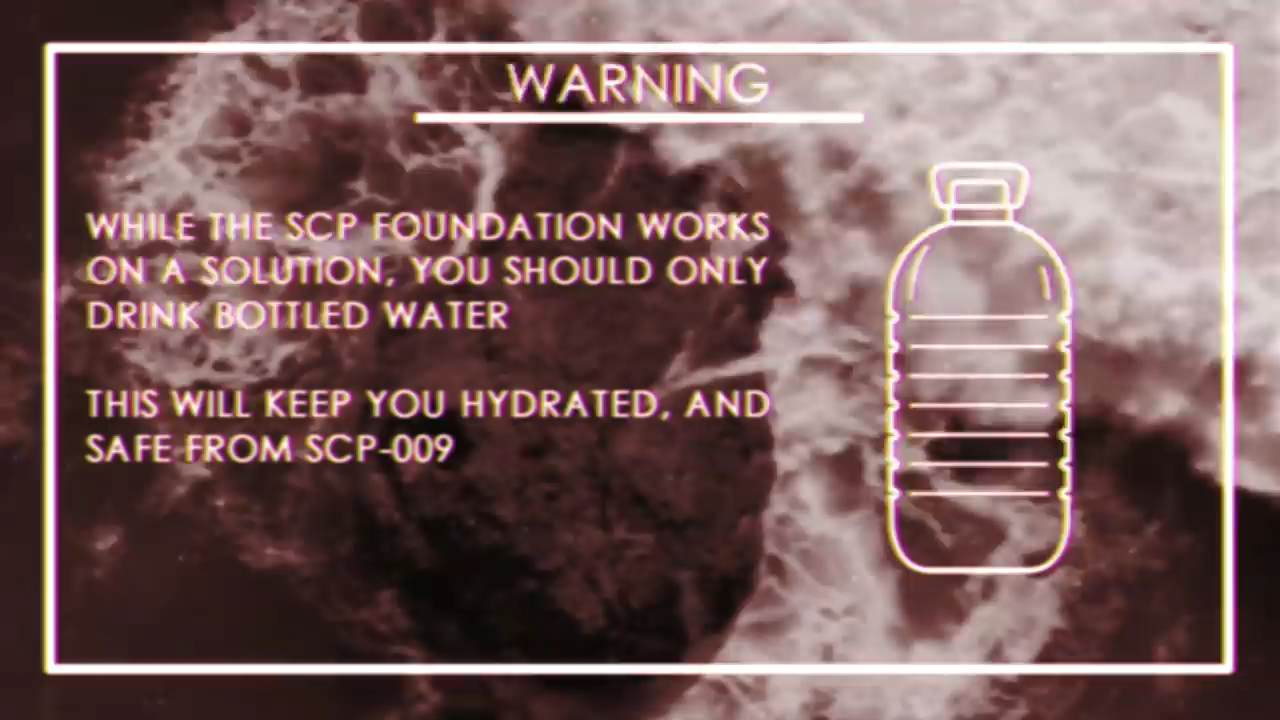 WARNING
WHILE THE SCP FOUNDATION WORKS
ON A SOLUTION, YOU SHOULD ONLY
DRINK BOTTLED WATER
THIS WILL KEEP YOU HYDRATED, AND
SAFE FROM SCP-009